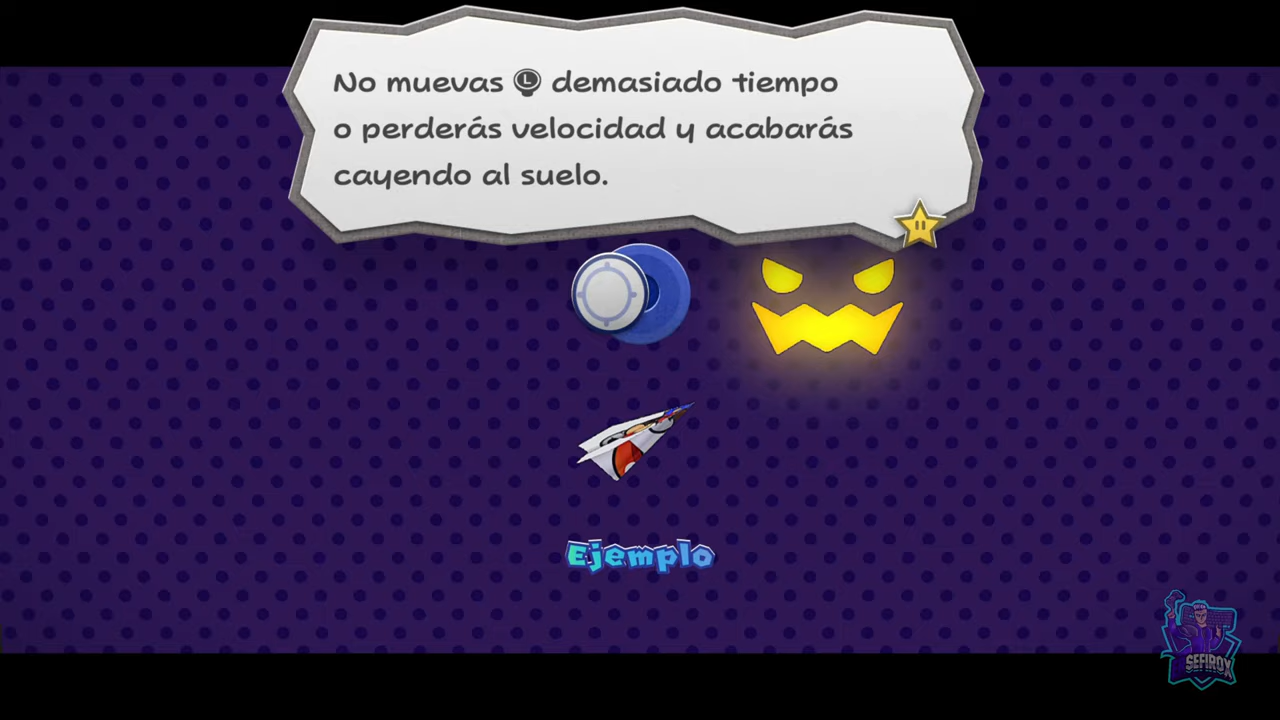 No muevas L demasiado tiempo
o perderás velocidad y acabarás
cayendo al suelo.
Ejemplo
SEFIROX